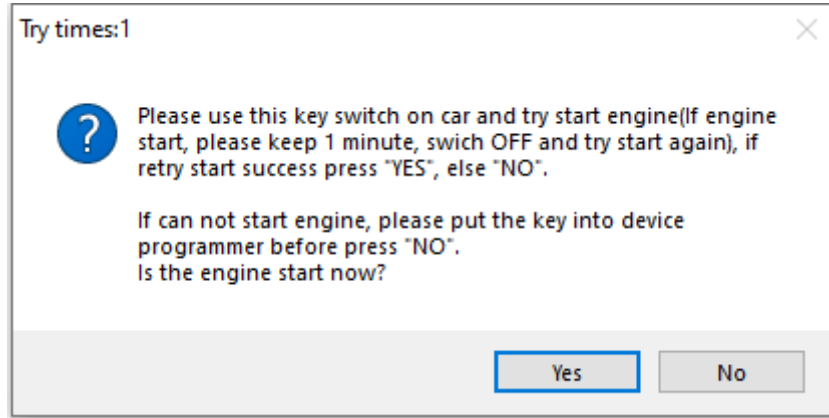 Try times:1
Please use this key switch on car and try start engine(If engine
start, please keep 1 minute, swich OFF and try start again), if
retry start success press "YES", else "NO".
If can not start engine, please put the key into device
programmer before press "NO".
Is the engine start now?
Yes
No